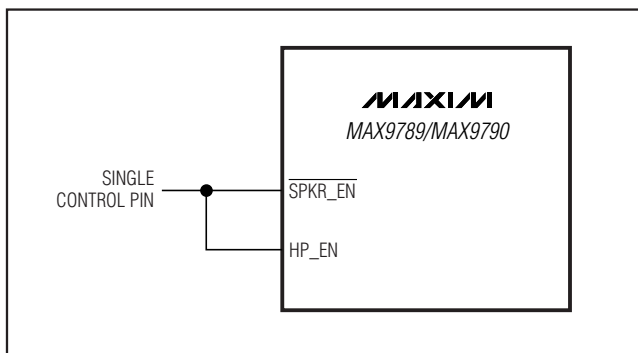 MAXIM
MAX9789/MAX9790
SINGLE
CONTROL PIN
SPKR_EN
HP_EN